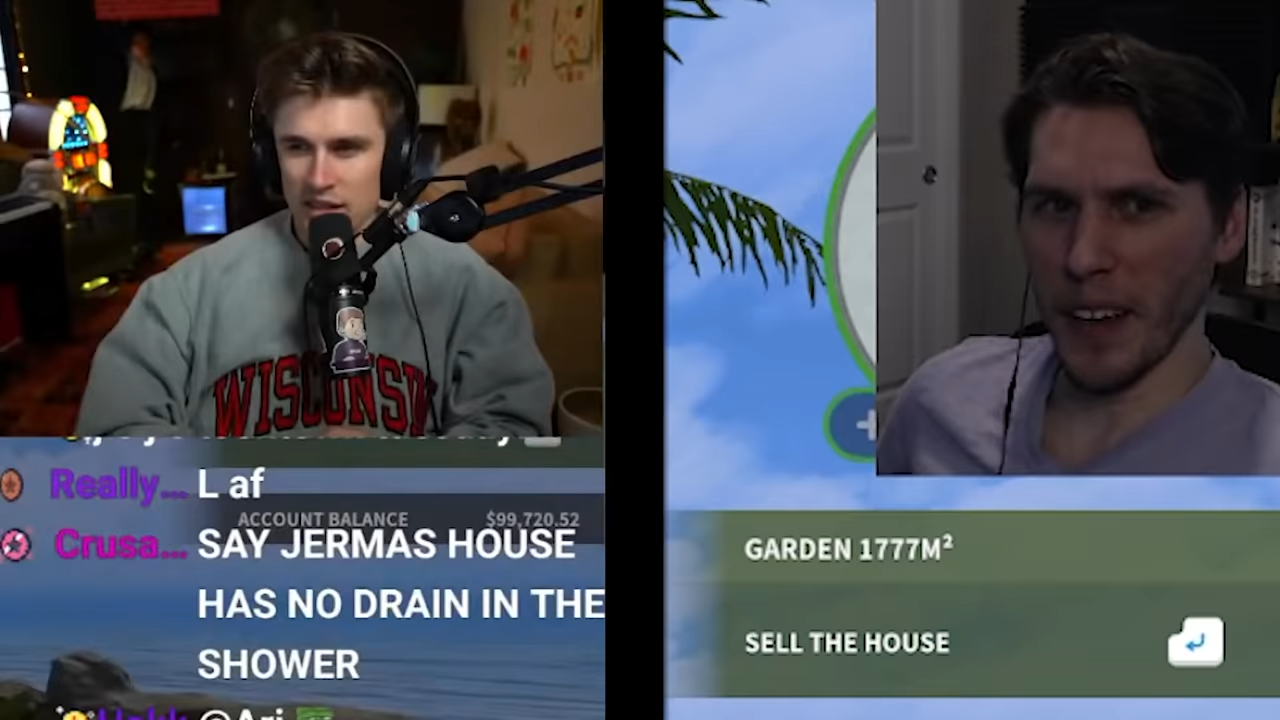 WISCONSIN
Really... L af
ACCOUNT BALANCE $99,720.52
Crusa... SAY JERMAS HOUSE
HAS NO DRAIN IN THE
SHOWER
@Ari
GARDEN 1777M²
SELL THE HOUSE